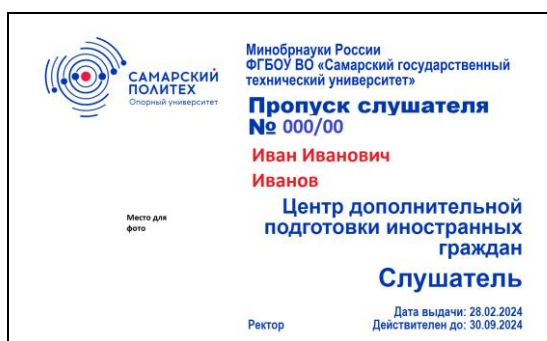 САМАРСКИЙ
ПОЛИТЕХ
Опорный университет
Минобрнауки России
ФГБОУ ВО «Самарский государственный
технический университет»
Пропуск слушателя
№ 000/00
Иван Иванович
Иванов
Место для
фото
Центр дополнительной
подготовки иностранных
граждан
Слушатель
Дата выдачи: 28.02.2024
Ректор
Действителен до: 30.09.2024